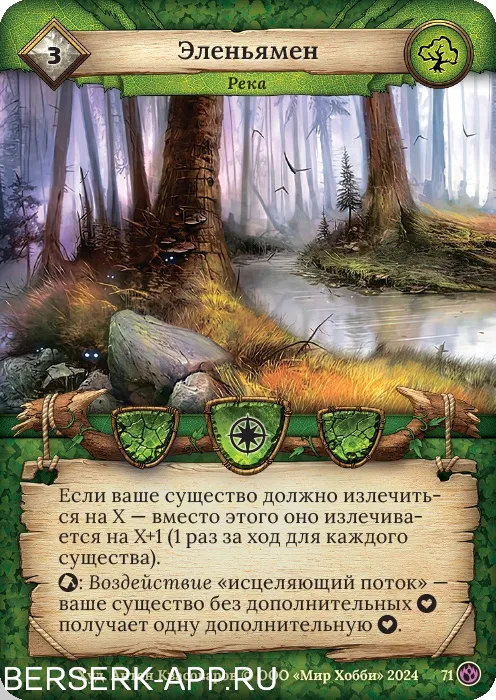 3
Эленьямен
Река
Если ваше существо должно излечить-
ся на X — вместо этого оно излечива-
ется на X+1 (1 раз за ход для каждого
существа).
: Воздействие «исцеляющий поток» —
ваше существо без дополнительных
получает одну дополнительную .
ООО «Мир Хобби» 2024 71
BERSERK-APP.RU